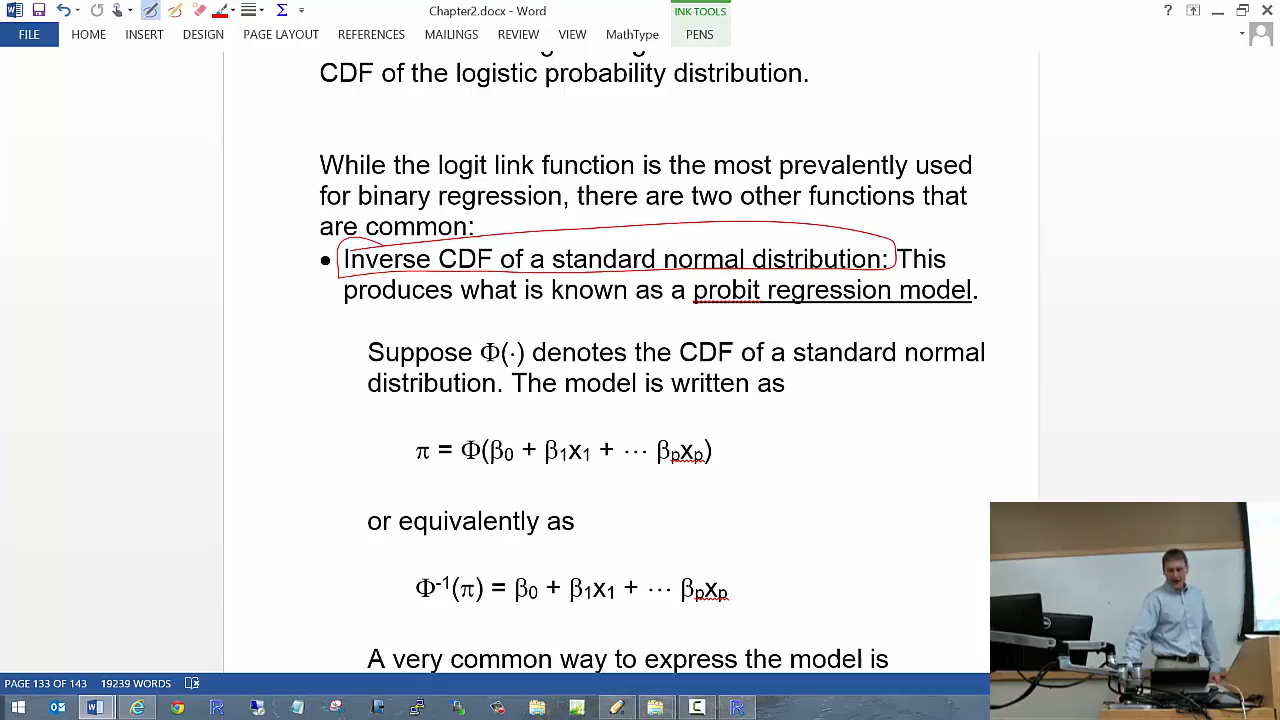 Chapter2.docx - Word
INK TOOLS
FILE HOME INSERT DESIGN PAGE LAYOUT REFERENCES MAILINGS REVIEW VIEW MathType PENS
CDF of the logistic probability distribution.
While the logit link function is the most prevalently used
for binary regression, there are two other functions that
are common:
• Inverse CDF of a standard normal distribution: This
produces what is known as a probit regression model.
Suppose Φ(·) denotes the CDF of a standard normal
distribution. The model is written as
π = Φ(β0 + β1x1 + ⋯ βpxp)
or equivalently as
Φ-1(π) = β0 + β1x1 + ⋯ βpxp
A very common way to express the model is
PAGE 133 OF 143 19239 WORDS